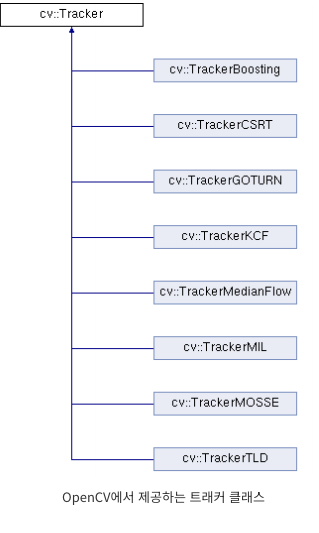 cv::Tracker
cv::TrackerBoosting
cv::TrackerCSRT
cv::TrackerGOTURN
cv::TrackerKCF
cv::TrackerMedianFlow
cv::TrackerMIL
cv::TrackerMOSSE
cv::TrackerTLD
OpenCV에서 제공하는 트래커 클래스